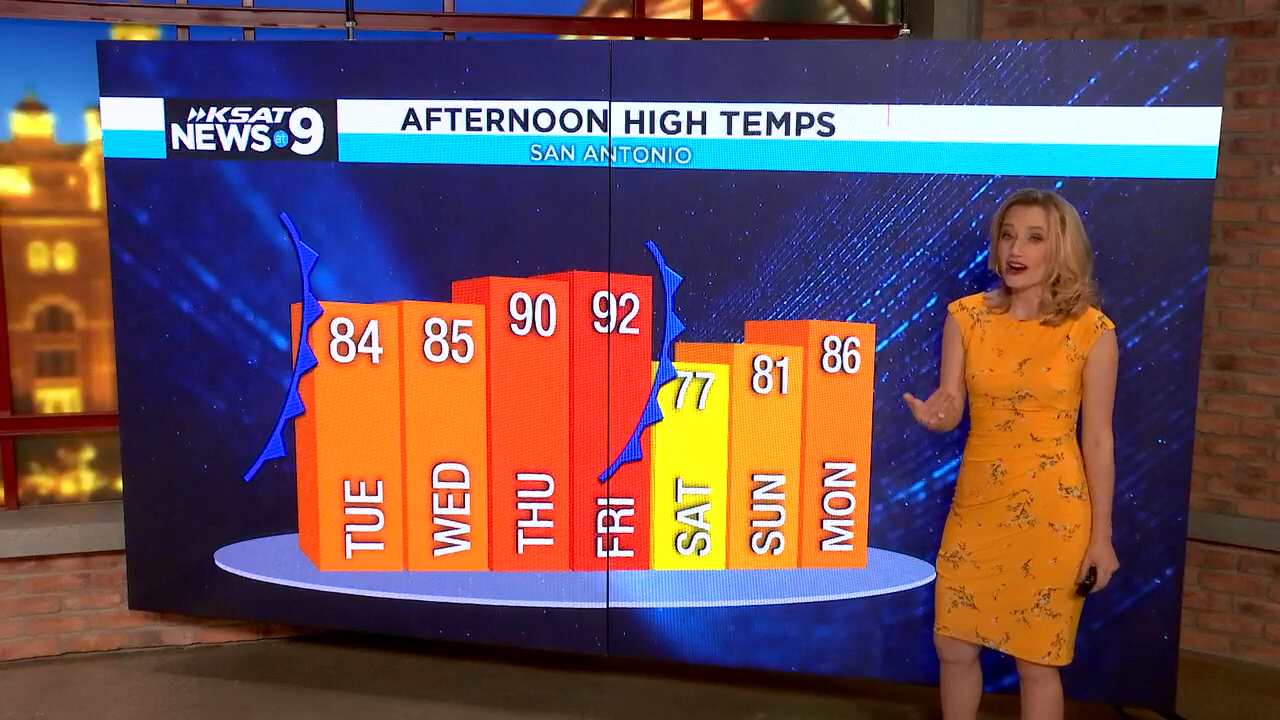 KSAT
NEWS at 9
AFTERNOON HIGH TEMPS
SAN ANTONIO
84
85
90
92
77
81
86
TUE
WED
THU
FRI
SAT
SUN
MON